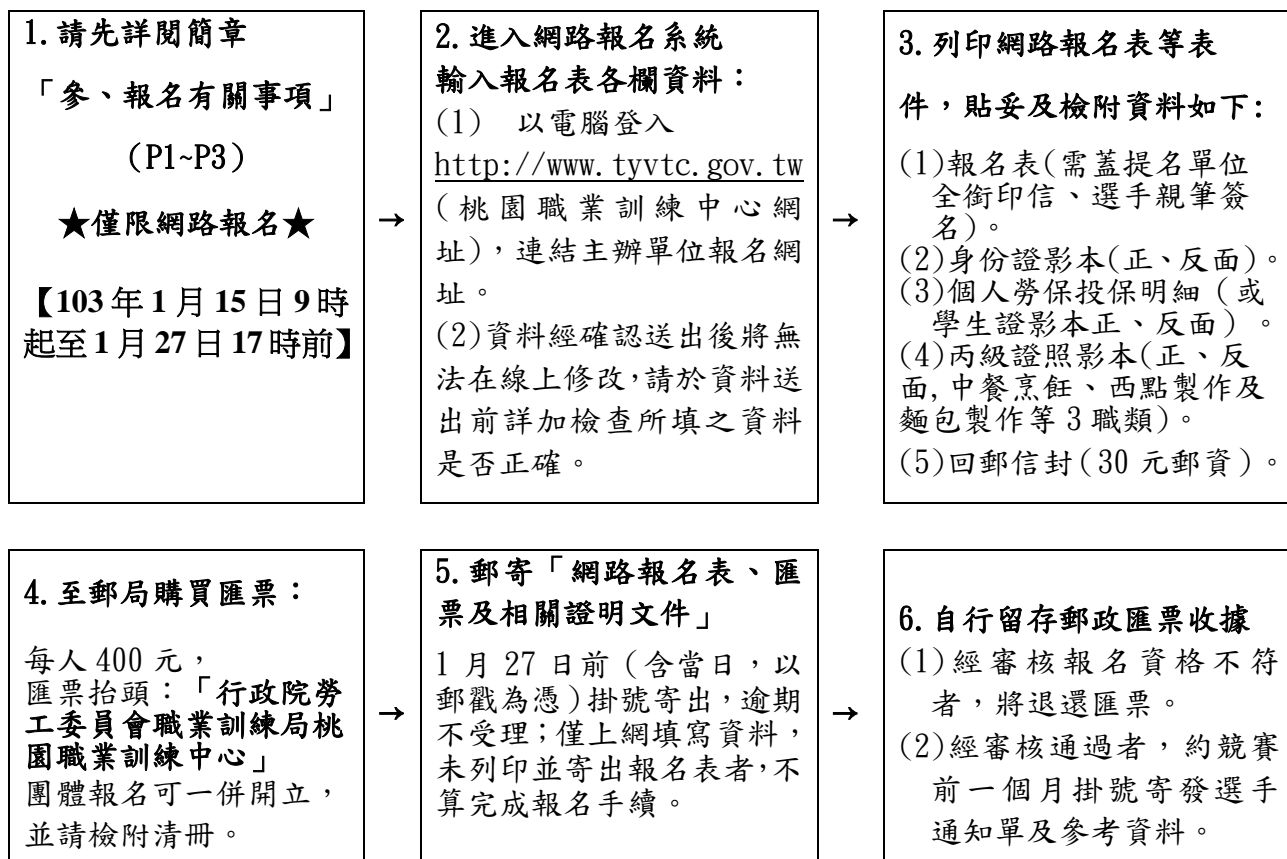 1.請先詳閱簡章
「參、報名有關事項」
（P1~P3）
★僅限網路報名★
【103 年 1 月 15 日 9 時
起至 1 月 27 日 17 時前】
→
2.進入網路報名系統
輸入報名表各欄資料：
(1) 以電腦登入
http://www.tyvtc.gov.tw
(桃園職業訓練中心網
址)，連結主辦單位報名網
址。
(2)資料經確認送出後將無
法在線上修改，請於資料送
出前詳加檢查所填之資料
是否正確。
→
3.列印網路報名表等表
件，貼妥及檢附資料如下:
(1)報名表(需蓋提名單位
全銜印信、選手親筆簽
名)。
(2)身份證影本(正、反面)。
(3)個人勞保投保明細（或
學生證影本正、反面）。
(4)丙級證照影本(正、反
面,中餐烹飪、西點製作及
麵包製作等 3 職類)。
(5)回郵信封(30 元郵資)。
4.至郵局購買匯票：
每人 400 元，
匯票抬頭：「行政院勞
工委員會職業訓練局桃
園職業訓練中心」
團體報名可一併開立，
並請檢附清冊。
→
5.郵寄「網路報名表、匯
票及相關證明文件」
1 月 27 日前（含當日，以
郵戳為憑）掛號寄出，逾期
不受理；僅上網填寫資料，
未列印並寄出報名表者，不
算完成報名手續。
→
6.自行留存郵政匯票收據
(1)經審核報名資格不符
者，將退還匯票。
(2)經審核通過者，約競賽
前一個月掛號寄發選手
通知單及參考資料。